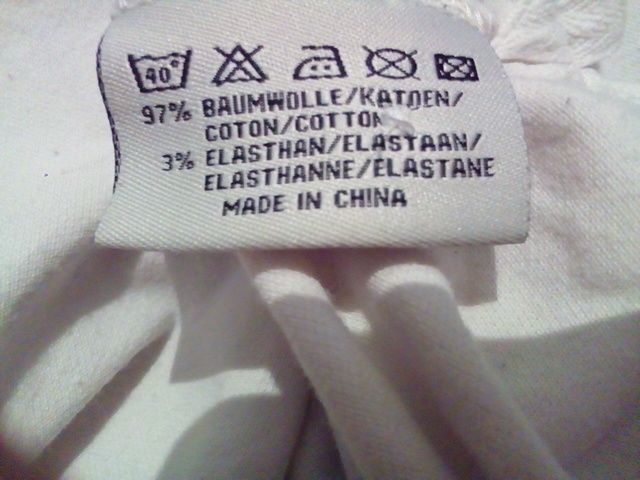 40°
97% BAUMWOLLE/KATOEN/
COTON/COTTON
3% ELASTHAN/ELASTAAN/
ELASTHANNE/ELASTANE
MADE IN CHINA